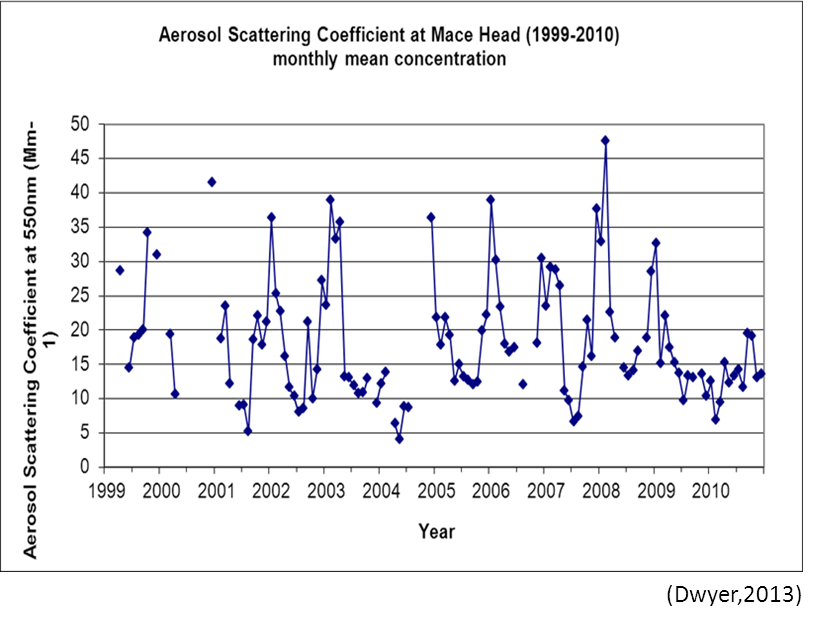 Aerosol Scattering Coefficient at Mace Head (1999-2010)
monthly mean concentration
Aerosol Scattering Coefficient at 550nm (Mm-
1)
50
45
40
35
30
25
20
15
10
5
0
1999 2000 2001 2002 2003 2004 2005 2006 2007 2008 2009 2010
Year
(Dwyer,2013)